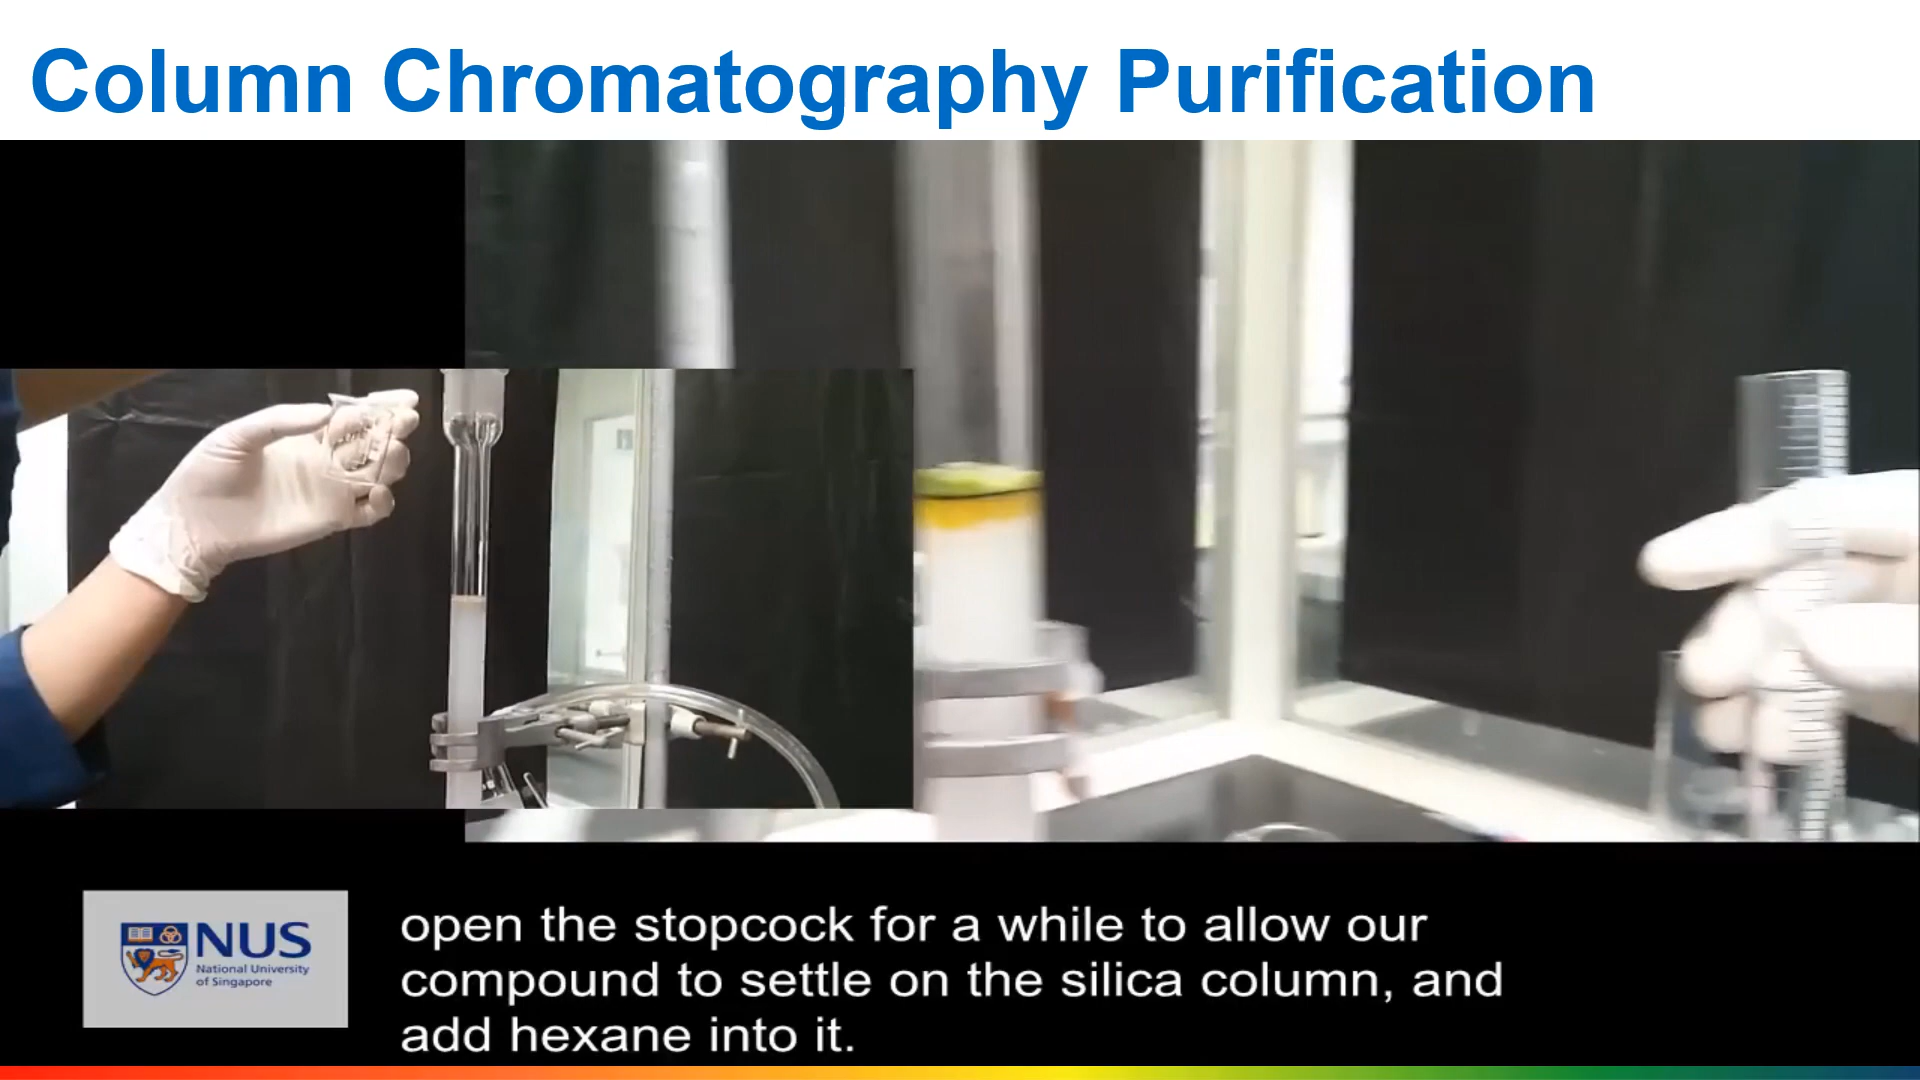 Column Chromatography Purification
NUS
National University
of Singapore
open the stopcock for a while to allow our
compound to settle on the silica column, and
add hexane into it.